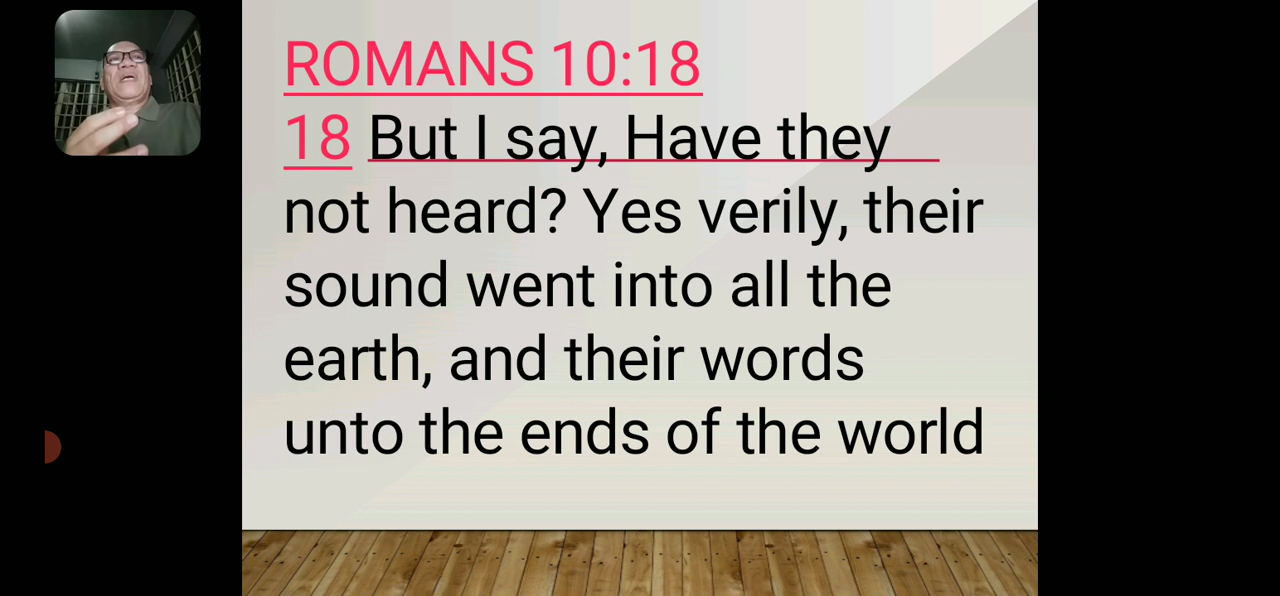 ROMANS 10:18
18 But I say, Have they
not heard? Yes verily, their
sound went into all the
earth, and their words
unto the ends of the world